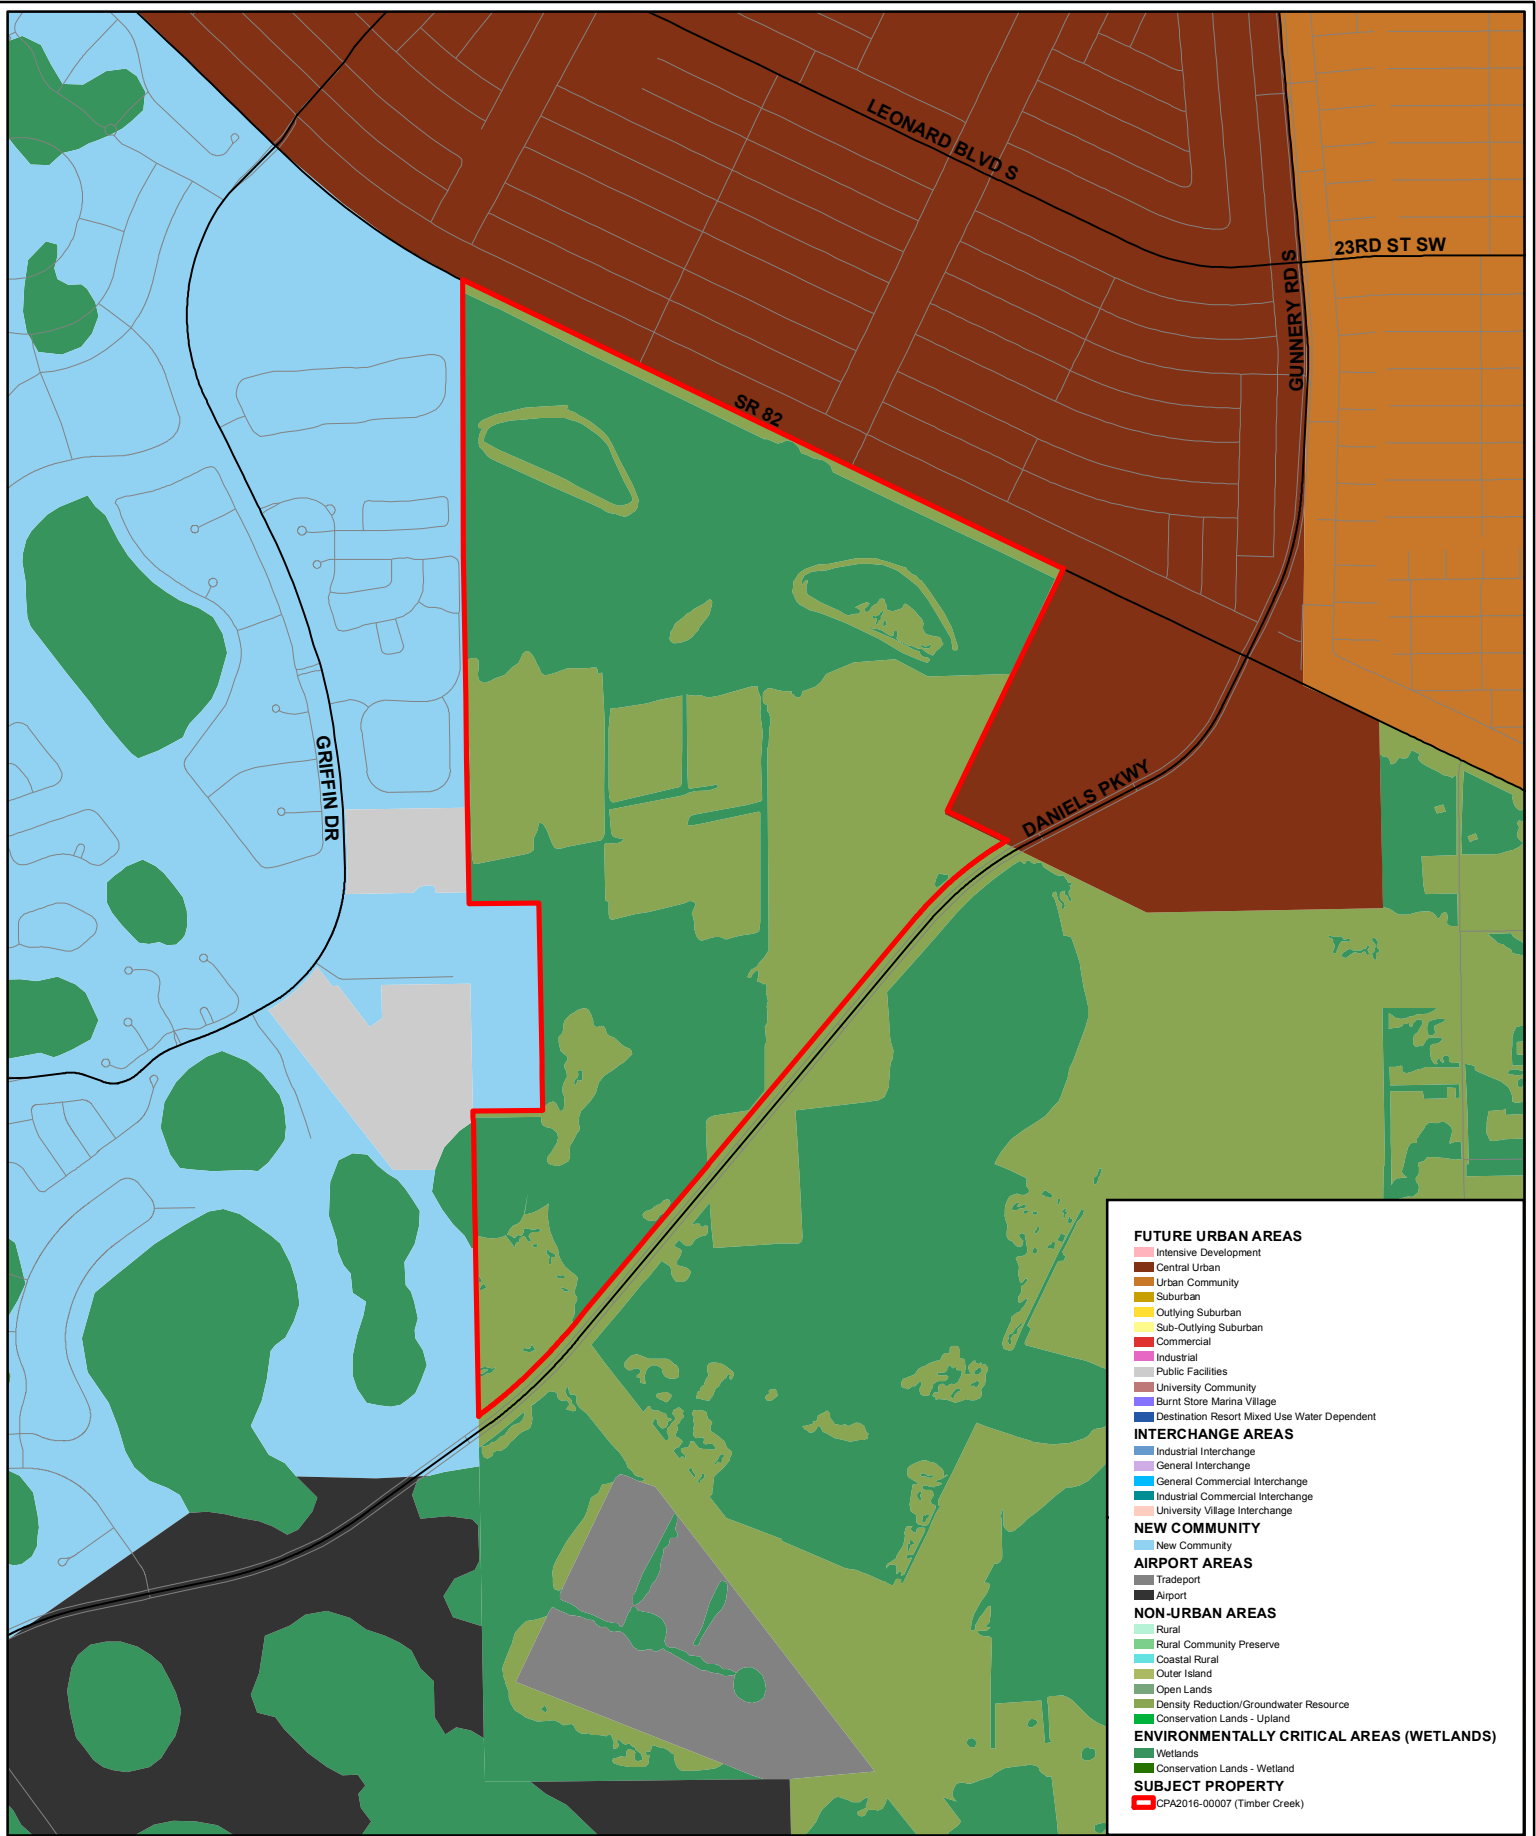 LEONARD BLVD S
23RD ST SW
GUNNERY RD S
SR 82
GRIFFIN DR
DANIELS PKWY
FUTURE URBAN AREAS
Intensive Development
Central Urban
Urban Community
Suburban
Outlying Suburban
Sub-Outlying Suburban
Commercial
Industrial
Public Facilities
University Community
Burnt Store Marina Village
Destination Resort Mixed Use Water Dependent
INTERCHANGE AREAS
Industrial Interchange
General Interchange
General Commercial Interchange
Industrial Commercial Interchange
University Village Interchange
NEW COMMUNITY
New Community
AIRPORT AREAS
Tradeport
Airport
NON-URBAN AREAS
Rural
Rural Community Preserve
Coastal Rural
Outer Island
Open Lands
Density Reduction/Groundwater Resource
Conservation Lands - Upland
ENVIRONMENTALLY CRITICAL AREAS (WETLANDS)
Wetlands
Conservation Lands - Wetland
SUBJECT PROPERTY
CPA2016-00007 (Timber Creek)